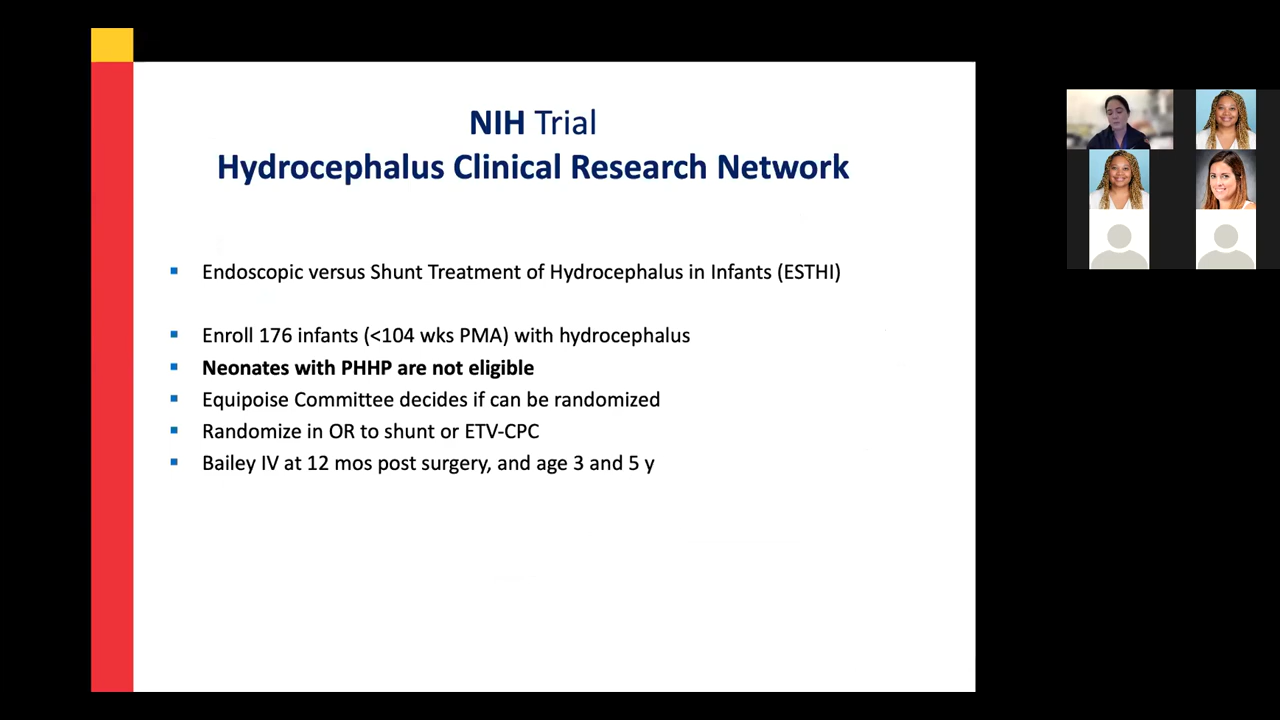 NIH Trial
Hydrocephalus Clinical Research Network
Endoscopic versus Shunt Treatment of Hydrocephalus in Infants (ESTHI)
Enroll 176 infants (<104 wks PMA) with hydrocephalus
Neonates with PHHP are not eligible
Equipoise Committee decides if can be randomized
Randomize in OR to shunt or ETV-CPC
Bailey IV at 12 mos post surgery, and age 3 and 5 y